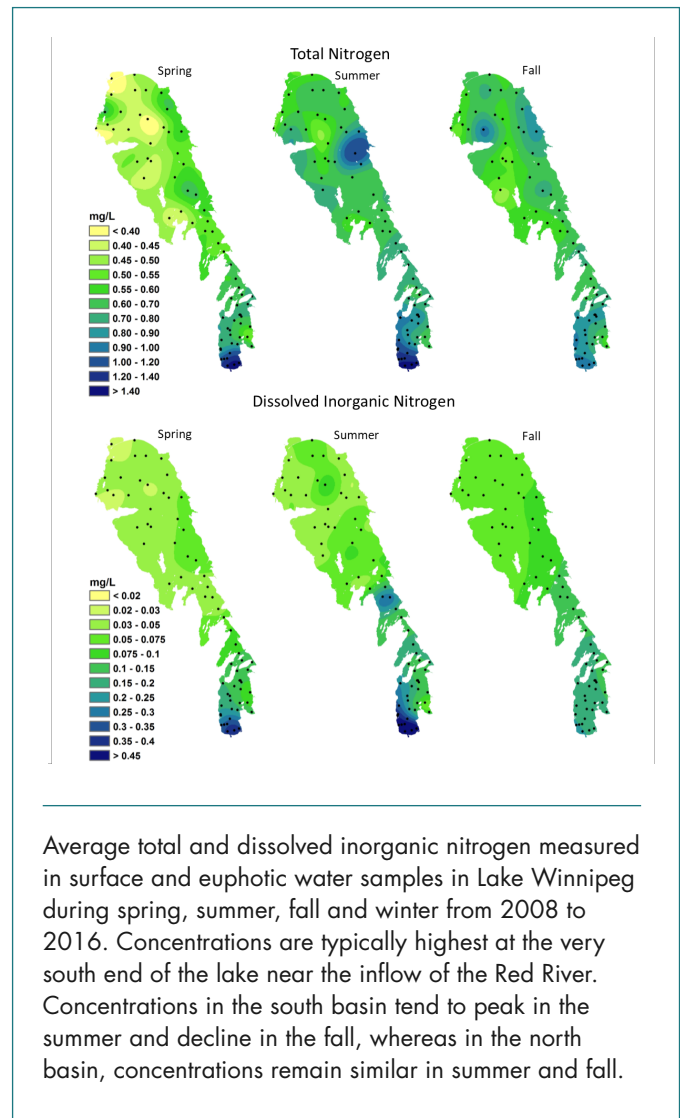 Total Nitrogen
Spring
Summer
Fall
mg/L
< 0.40
0.40 - 0.45
0.45 - 0.50
0.50 - 0.55
0.55 - 0.60
0.60 - 0.70
0.70 - 0.80
0.80 - 0.90
0.90 - 1.00
1.00 - 1.20
1.20 - 1.40
> 1.40
Dissolved Inorganic Nitrogen
Spring
Summer
Fall
mg/L
< 0.02
0.02 - 0.03
0.03 - 0.05
0.05 - 0.075
0.075 - 0.1
0.1 - 0.15
0.15 - 0.2
0.2 - 0.25
0.25 - 0.3
0.3 - 0.35
0.35 - 0.4
> 0.45
Average total and dissolved inorganic nitrogen measured
in surface and euphotic water samples in Lake Winnipeg
during spring, summer, fall and winter from 2008 to
2016. Concentrations are typically highest at the very
south end of the lake near the inflow of the Red River.
Concentrations in the south basin tend to peak in the
summer and decline in the fall, whereas in the north
basin, concentrations remain similar in summer and fall.